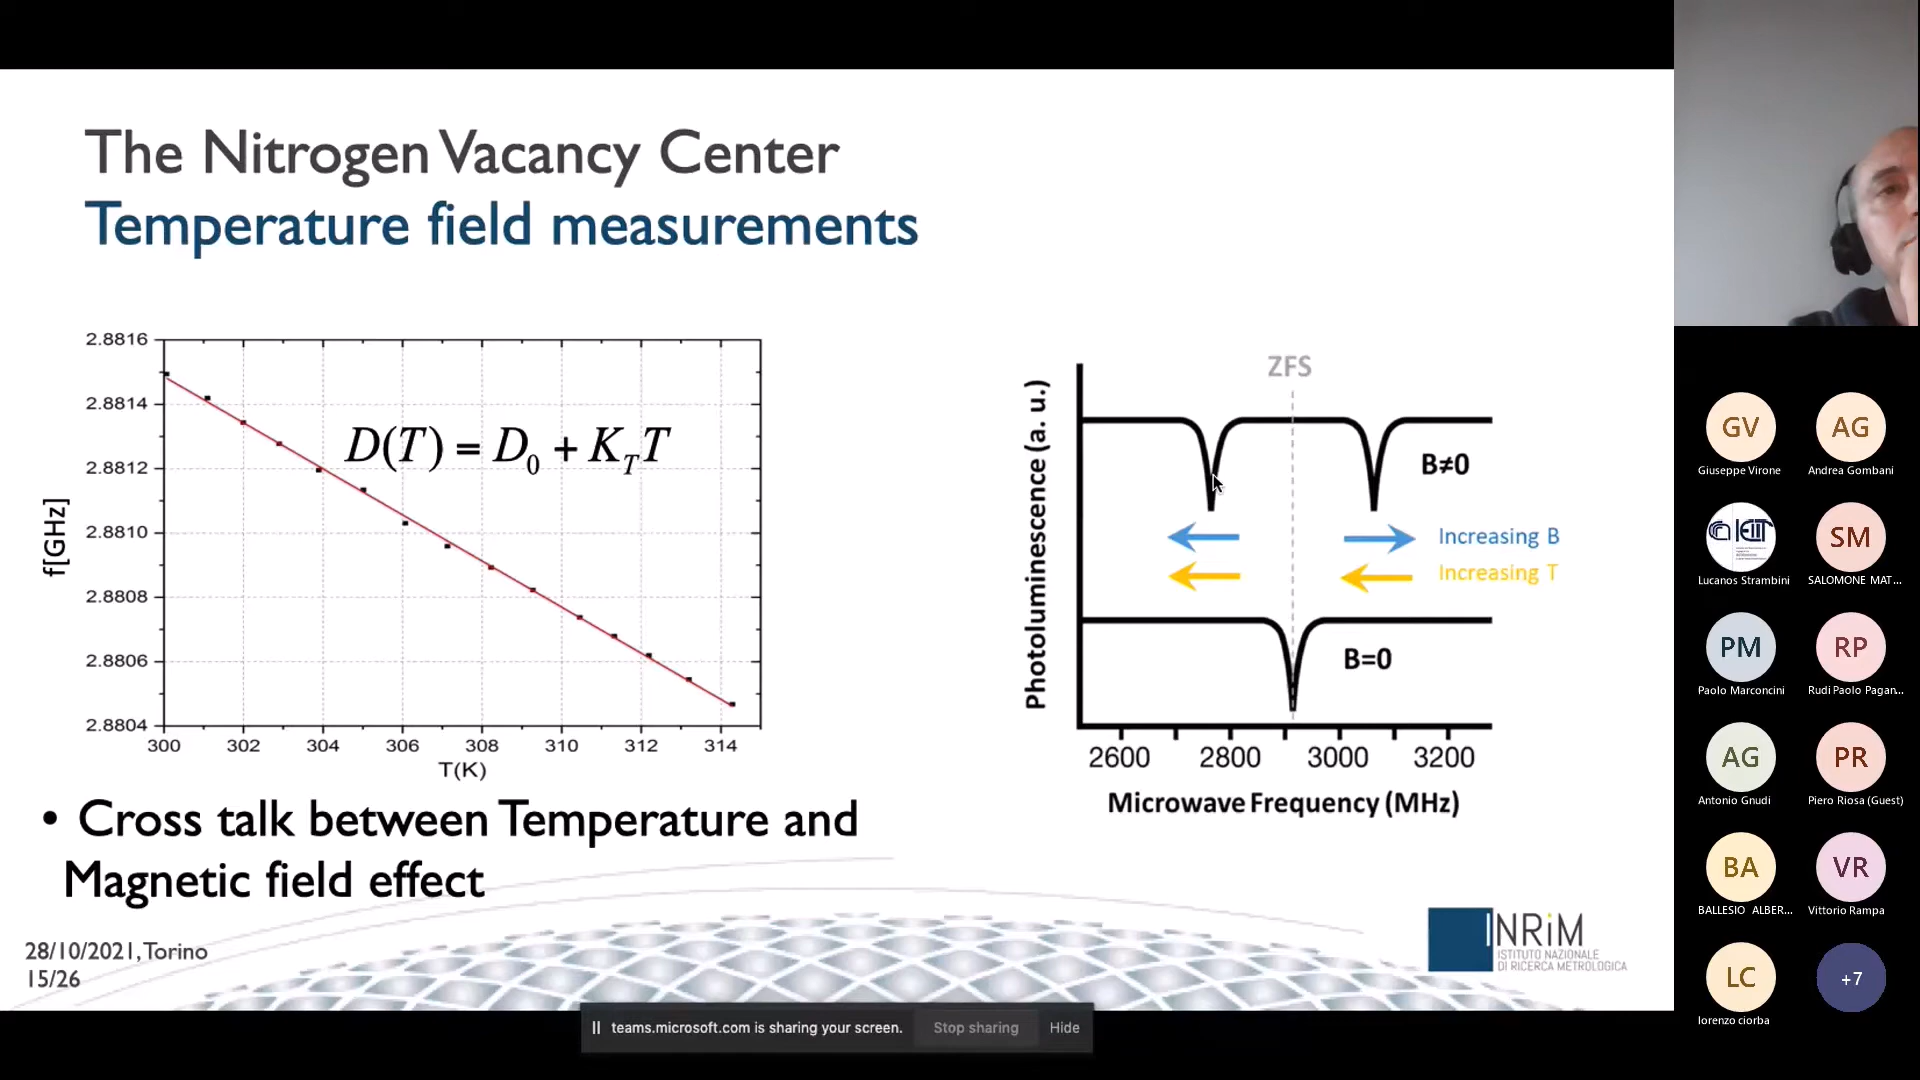 The Nitrogen Vacancy Center
Temperature field measurements
2.8816
2.8814
2.8812
2.8810
2.8808
2.8806
2.8804
f[GHz]
D(T) = D₀ + K_T T
300 302 304 306 308 310 312 314
T(K)
ZFS
Photoluminescence (a. u.)
B≠0
Increasing B
Increasing T
B=0
2600 2800 3000 3200
Microwave Frequency (MHz)
• Cross talk between Temperature and
Magnetic field effect
28/10/2021, Torino
15/26
INRiM
ISTITUTO NAZIONALE
DI RICERCA METROLOGICA
teams.microsoft.com is sharing your screen. Stop sharing Hide
GV AG
Giuseppe Virone Andrea Gombani
IEIIT SM
Lucanos Strambini SALOMONE MAT...
PM RP
Paolo Marconcini Rudi Paolo Pagan...
AG PR
Antonio Gnudi Piero Riosa (Guest)
BA VR
BALLESIO ALBER... Vittorio Rampa
LC +7
lorenzo ciorba